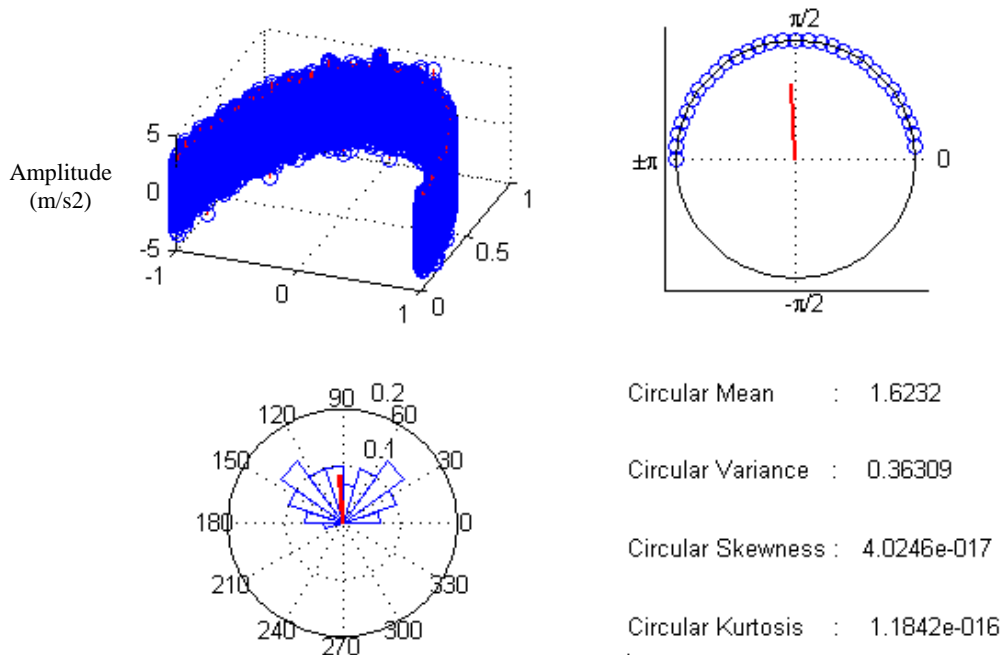 Amplitude
(m/s2)
5
0
-5
-1
0
1
0
0.5
1
π/2
±π
0
-π/2
90
0.2
120
60
0.1
150
30
180
0
210
330
240
300
270
Circular Mean : 1.6232
Circular Variance : 0.36309
Circular Skewness : 4.0246e-017
Circular Kurtosis : 1.1842e-016